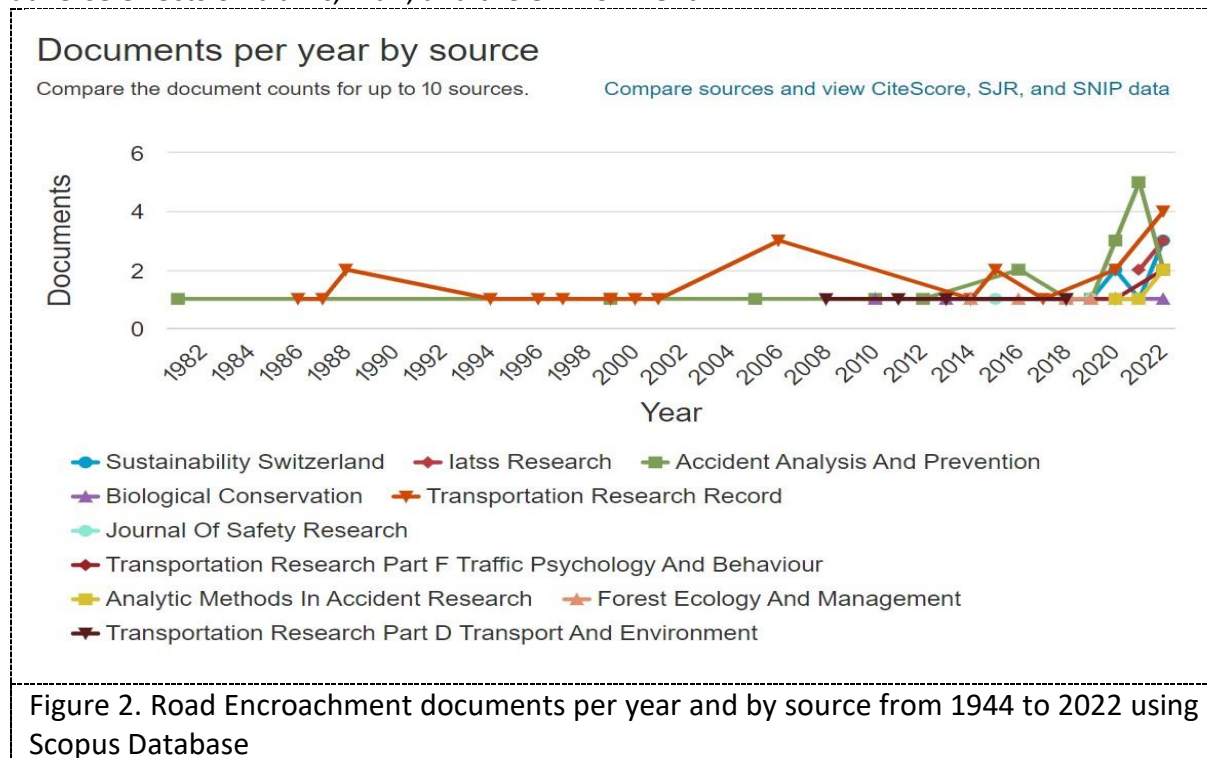 Documents per year by source
Compare the document counts for up to 10 sources. Compare sources and view CiteScore, SJR, and SNIP data
6
4
2
0
Documents
1982 1984 1986 1988 1990 1992 1994 1996 1998 2000 2002 2004 2006 2008 2010 2012 2014 2016 2018 2020 2022
Year
Sustainability Switzerland Iatss Research Accident Analysis And Prevention
Biological Conservation Transportation Research Record
Journal Of Safety Research
Transportation Research Part F Traffic Psychology And Behaviour
Analytic Methods In Accident Research Forest Ecology And Management
Transportation Research Part D Transport And Environment
Figure 2. Road Encroachment documents per year and by source from 1944 to 2022 using
Scopus Database